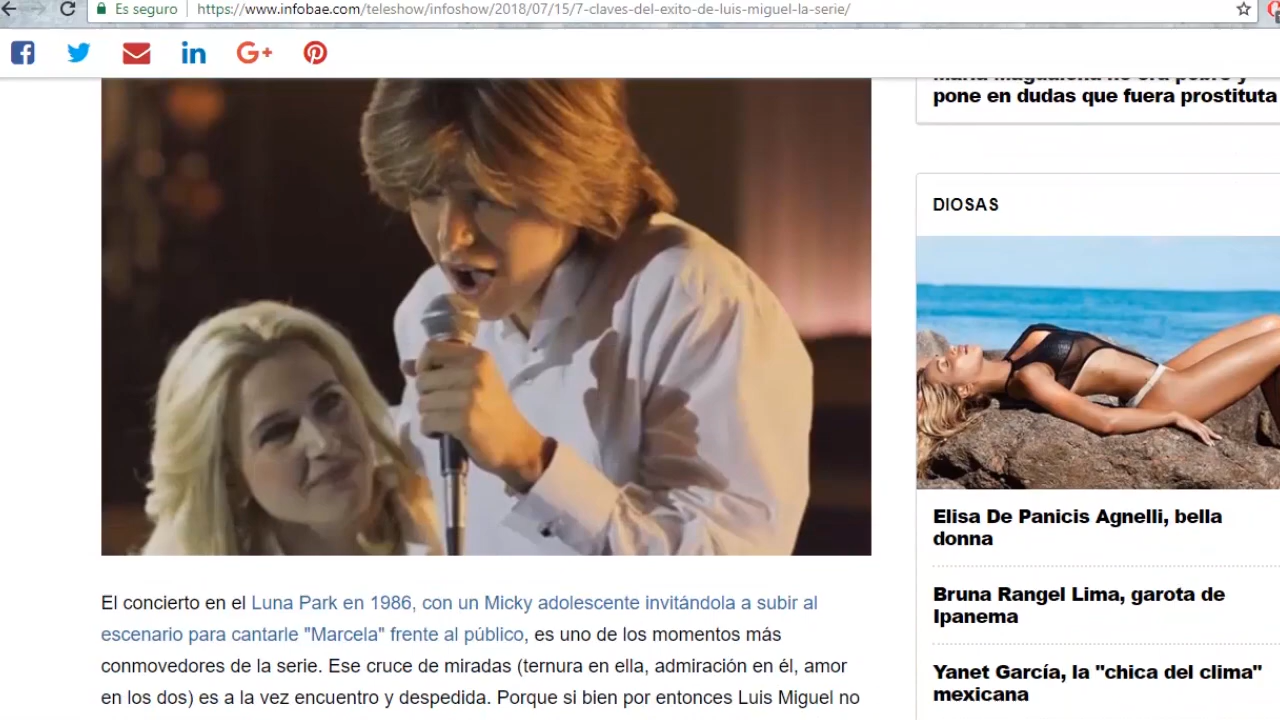 Es seguro
https://www.infobae.com/teleshow/infoshow/2018/07/15/7-claves-del-exito-de-luis-miguel-la-serie/
pone en dudas que fuera prostituta
DIOSAS
Elisa De Panicis Agnelli, bella
donna
Bruna Rangel Lima, garota de
Ipanema
Yanet García, la "chica del clima"
mexicana
El concierto en el Luna Park en 1986, con un Micky adolescente invitándola a subir al
escenario para cantarle "Marcela" frente al público, es uno de los momentos más
conmovedores de la serie. Ese cruce de miradas (ternura en ella, admiración en él, amor
en los dos) es a la vez encuentro y despedida. Porque si bien por entonces Luis Miguel no